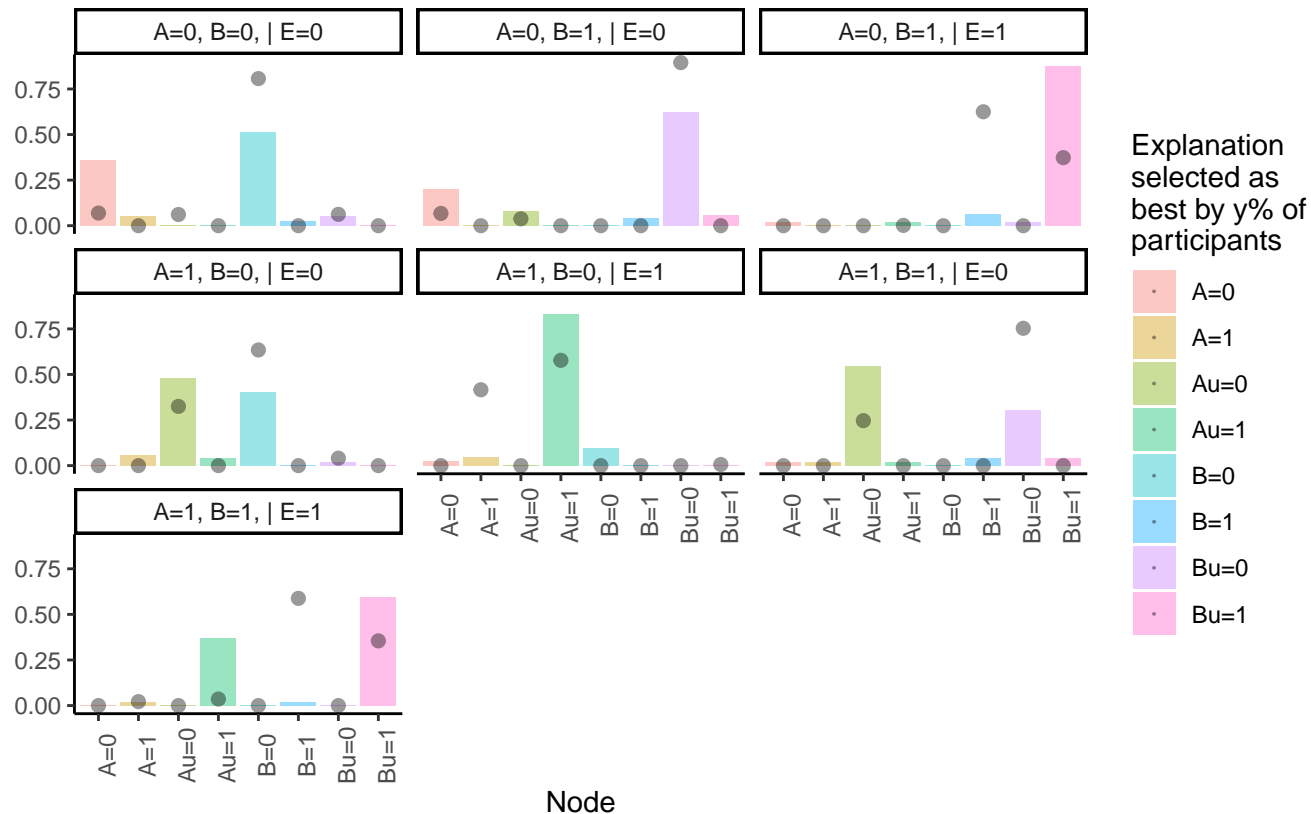 A=0, B=0, | E=0
A=0, B=1, | E=0
A=0, B=1, | E=1
0.75
0.50
0.25
0.00
A=1, B=0, | E=0
A=1, B=0, | E=1
A=1, B=1, | E=0
0.75
0.50
0.25
0.00
A=0
A=1
Au=0
Au=1
B=0
B=1
Bu=0
Bu=1
A=0
A=1
Au=0
Au=1
B=0
B=1
Bu=0
Bu=1
A=1, B=1, | E=1
0.75
0.50
0.25
0.00
A=0
A=1
Au=0
Au=1
B=0
B=1
Bu=0
Bu=1
Node
Explanation
selected as
best by y% of
participants
A=0
A=1
Au=0
Au=1
B=0
B=1
Bu=0
Bu=1